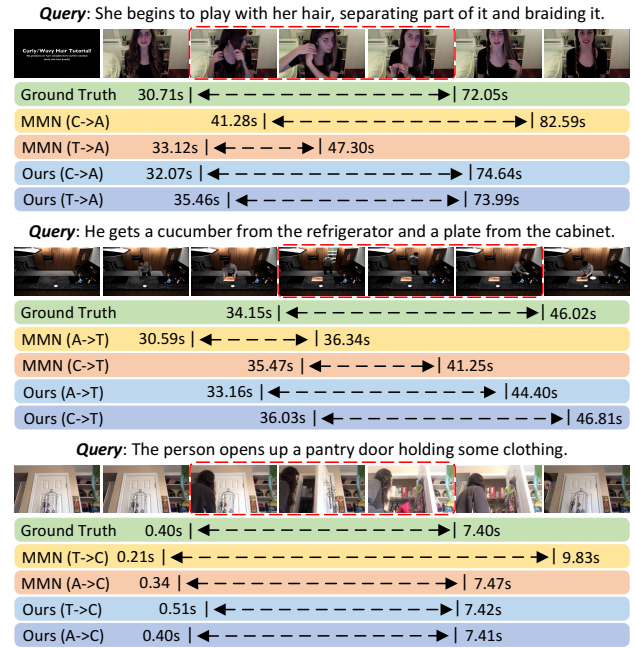 Query: She begins to play with her hair, separating part of it and braiding it.
Curly/Wavy Hair Tutorial!
Ground Truth 30.71s 72.05s
MMN (C->A) 41.28s 82.59s
MMN (T->A) 33.12s 47.30s
Ours (C->A) 32.07s 74.64s
Ours (T->A) 35.46s 73.99s
Query: He gets a cucumber from the refrigerator and a plate from the cabinet.
Ground Truth 34.15s 46.02s
MMN (A->T) 30.59s 36.34s
MMN (C->T) 35.47s 41.25s
Ours (A->T) 33.16s 44.40s
Ours (C->T) 36.03s 46.81s
Query: The person opens up a pantry door holding some clothing.
Ground Truth 0.40s 7.40s
MMN (T->C) 0.21s 9.83s
MMN (A->C) 0.34 7.47s
Ours (T->C) 0.51s 7.42s
Ours (A->C) 0.40s 7.41s